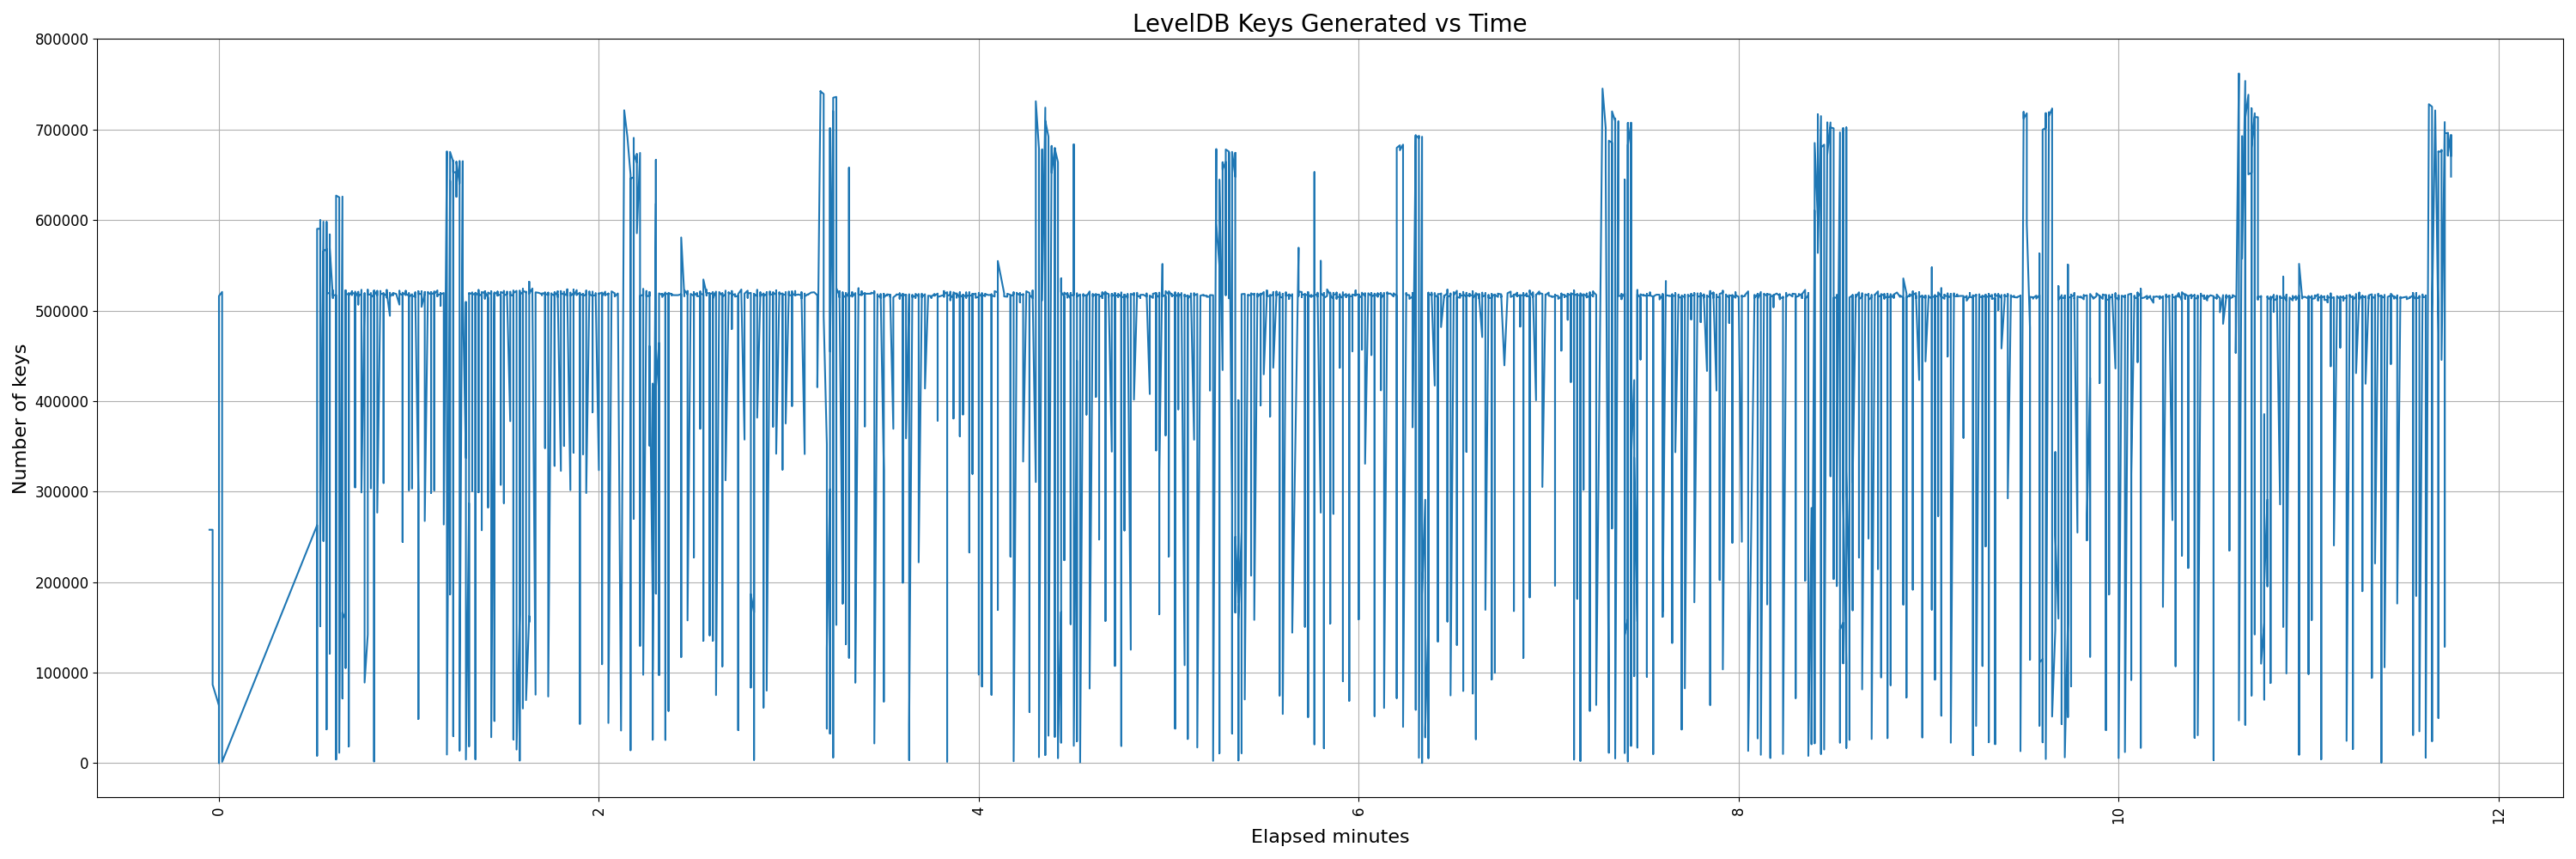 LevelDB Keys Generated vs Time
800000
700000
600000
500000
400000
300000
200000
100000
0
Number of keys
0 2 4 6 8 10 12
Elapsed minutes